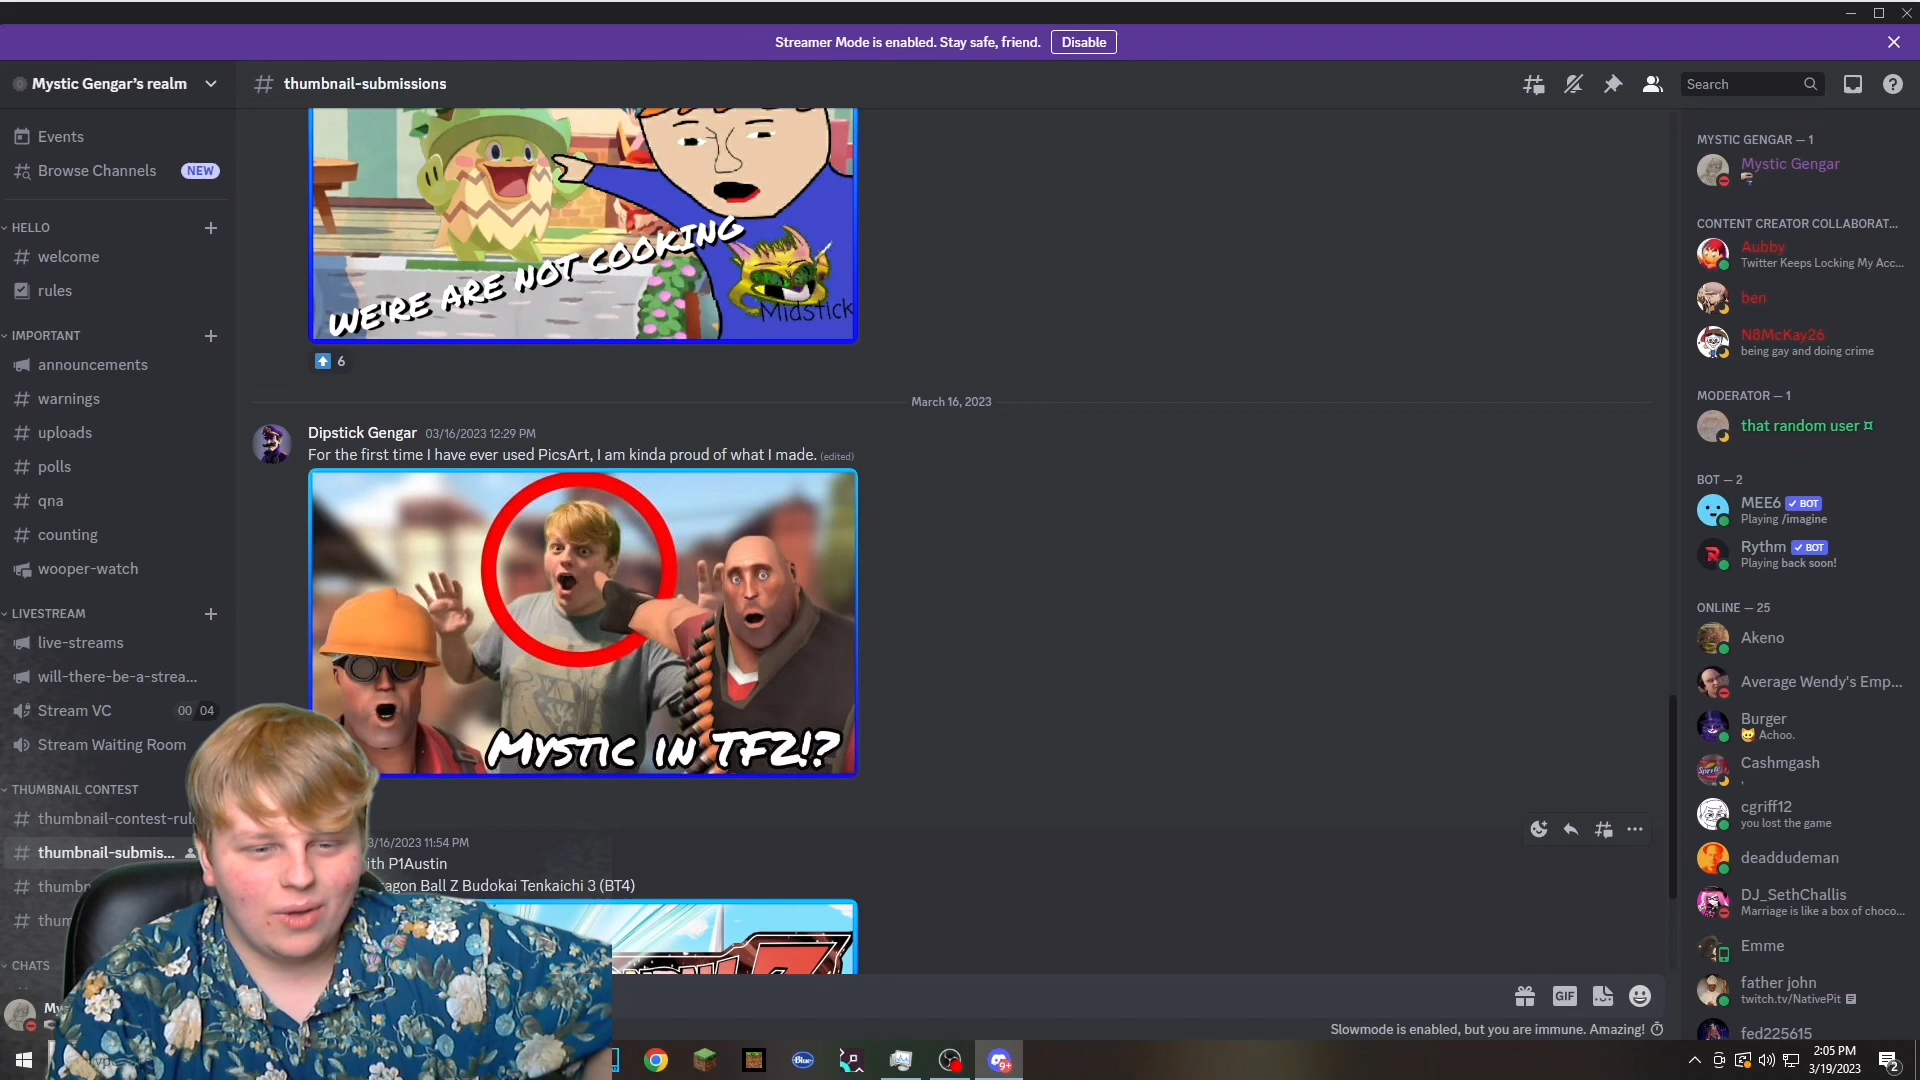 Streamer Mode is enabled. Stay safe, friend.
Disable
Mystic Gengar's realm
thumbnail-submissions
Search
Events
Browse Channels
NEW
HELLO
welcome
rules
IMPORTANT
announcements
warnings
uploads
polls
qna
counting
wooper-watch
LIVESTREAM
live-streams
will-there-be-a-strea...
Stream VC
00 04
Stream Waiting Room
THUMBNAIL CONTEST
thumbnail-contest-rul
thumbnail-submis...
thumbn
thum
CHATS
WE'RE ARE NOT COOKING
Midstick
6
March 16, 2023
Dipstick Gengar 03/16/2023 12:29 PM
For the first time I have ever used PicsArt, I am kinda proud of what I made. (edited)
MYSTIC IN TF2!?
3/16/2023 11:54 PM
ith P1Austin
agon Ball Z Budokai Tenkaichi 3 (BT4)
GIF
Slowmode is enabled, but you are immune. Amazing!
MYSTIC GENGAR — 1
Mystic Gengar
CONTENT CREATOR COLLABORAT...
Aubby
Twitter Keeps Locking My Acc...
ben
N8McKay26
being gay and doing crime
MODERATOR — 1
that random user ¤
BOT — 2
MEE6 BOT
Playing /imagine
Rythm BOT
Playing back soon!
ONLINE — 25
Akeno
Average Wendy's Emp...
Burger
Achoo.
Cashmgash
cgriff12
you lost the game
deaddudeman
DJ_SethChallis
Marriage is like a box of choco...
Emme
father john
twitch.tv/NativePit
fed225615
Blue
9+
2:05 PM
3/19/2023
2